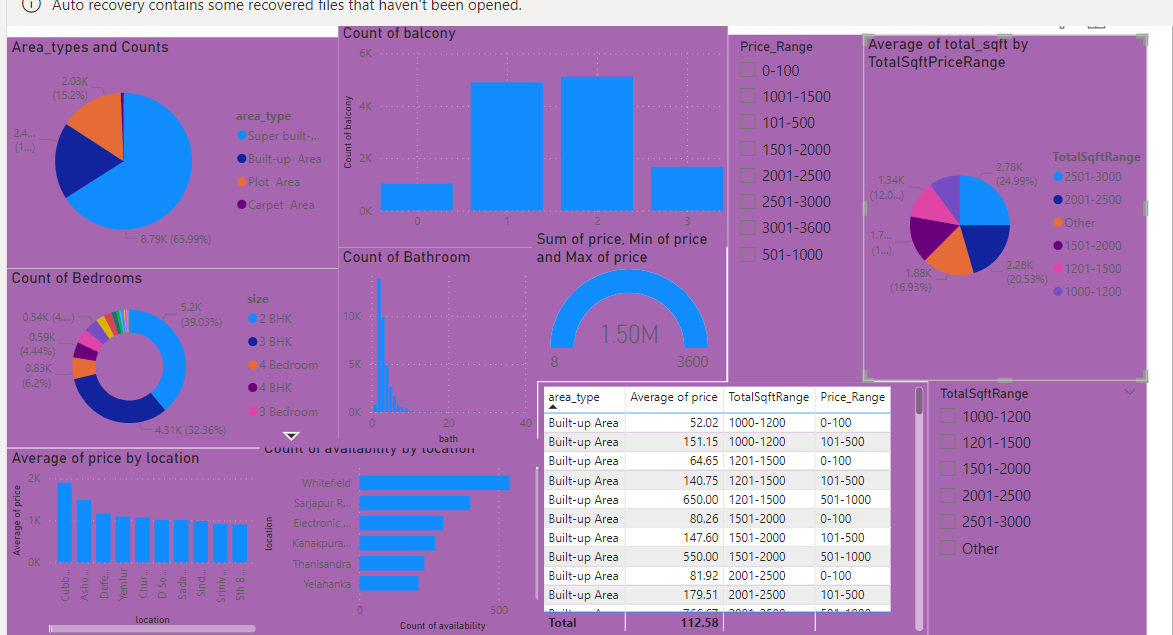 Auto recovery contains some recovered files that haven't been opened.
Area_types and Counts
2.03K
(15.2%)
2.4...
(1...)
8.79K (65.99%)
area_type
Super built-...
Built-up Area
Plot Area
Carpet Area
Count of balcony
Count of balcony
6K
4K
2K
0K
0
1
2
3
Price_Range
0-100
1001-1500
101-500
1501-2000
2001-2500
2501-3000
3001-3600
501-1000
Average of total_sqft by
TotalSqftPriceRange
2.78K
(24.99%)
2.28K
(20.53%)
1.88K
(16.93%)
1.7...
(1...)
1.34K
(12.0...)
TotalSqftRange
2501-3000
2001-2500
Other
1501-2000
1201-1500
1000-1200
Count of Bedrooms
5.2K
(39.03%)
4.31K (32.36%)
0.83K
(6.2%)
0.59K
(4.44%)
0.54K (4....)
size
2 BHK
3 BHK
4 Bedroom
4 BHK
3 Bedroom
Count of Bathroom
10K
5K
0K
0
20
40
bath
Sum of price, Min of price
and Max of price
1.50M
8
3600
Average of price by location
Average of price
2K
1K
0K
Cubb...
Asho...
Defe...
Yemlur
Chur...
D So...
Sada...
Sind...
Sriniv...
5th B...
location
Count of availability by location
location
Whitefield
Sarjapur R...
Electronic ...
Kanakpura...
Thanisandra
Yelahanka
0
500
Count of availability
area_type Average of price TotalSqftRange Price_Range
Built-up Area 52.02 1000-1200 0-100
Built-up Area 151.15 1000-1200 101-500
Built-up Area 64.65 1201-1500 0-100
Built-up Area 140.75 1201-1500 101-500
Built-up Area 650.00 1201-1500 501-1000
Built-up Area 80.26 1501-2000 0-100
Built-up Area 147.60 1501-2000 101-500
Built-up Area 550.00 1501-2000 501-1000
Built-up Area 81.92 2001-2500 0-100
Built-up Area 179.51 2001-2500 101-500
Built-up Area 766.67 2001-2500 501-1000
Total 112.58
TotalSqftRange
1000-1200
1201-1500
1501-2000
2001-2500
2501-3000
Other